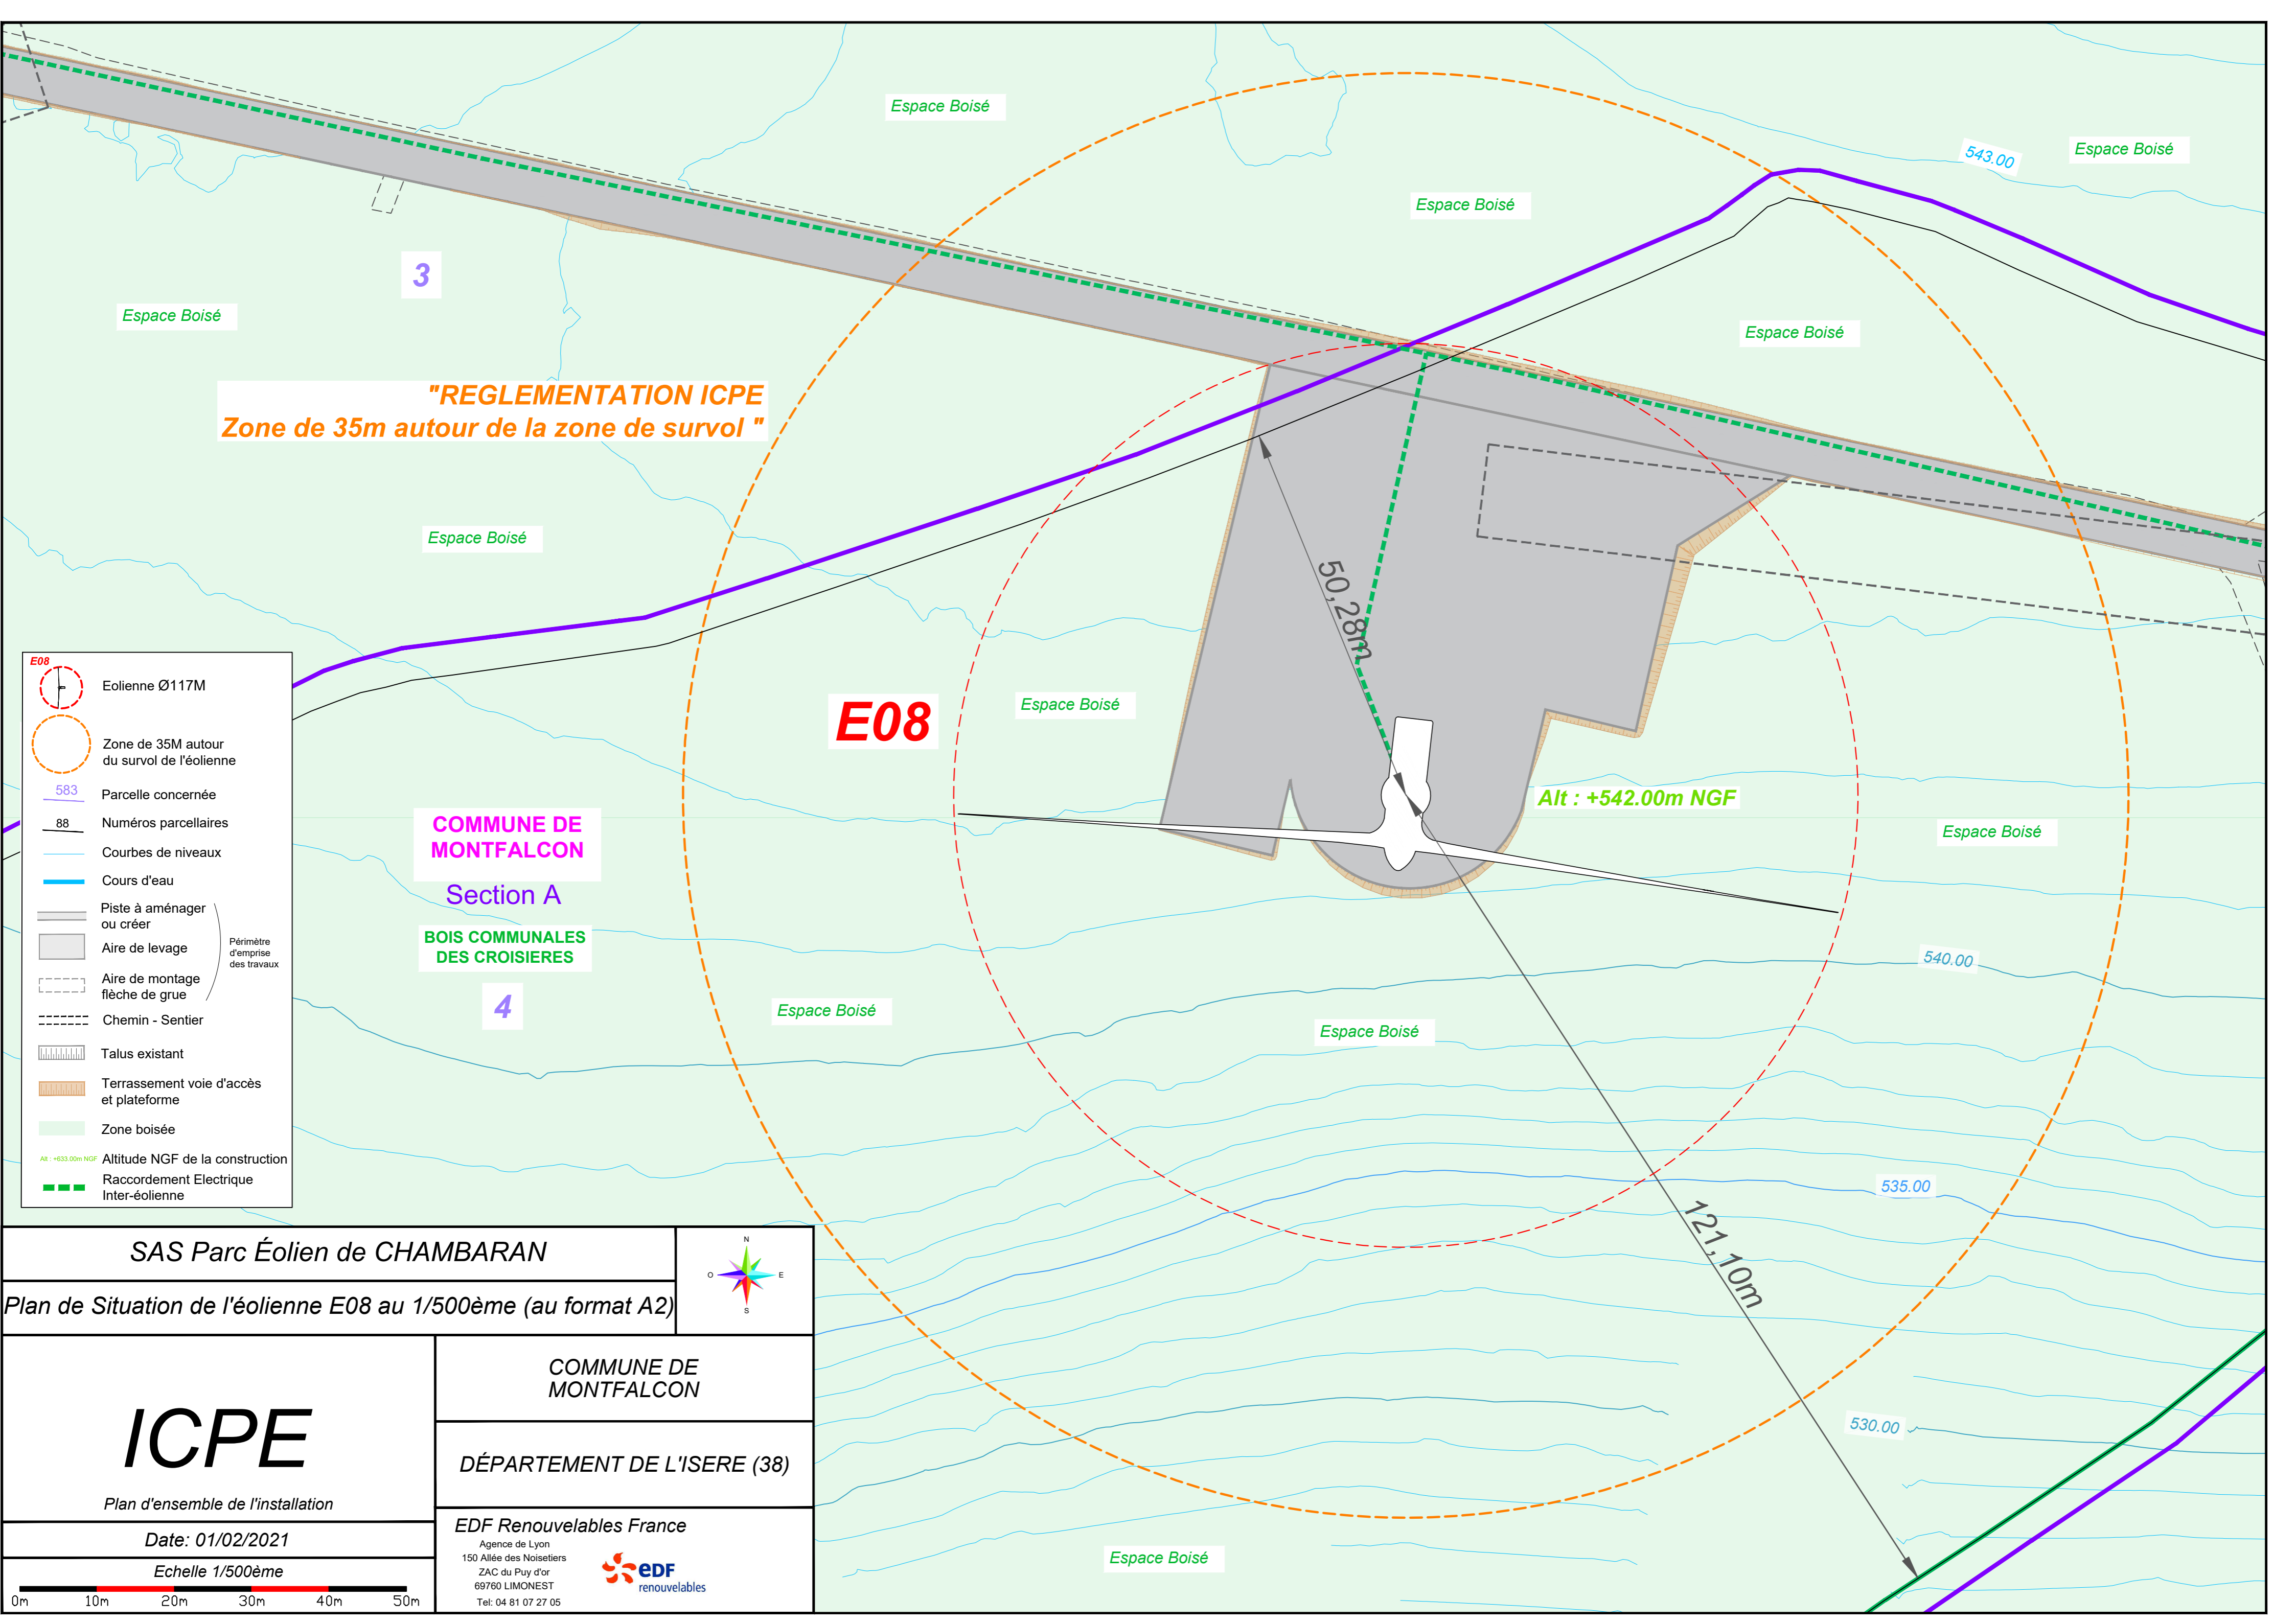 Espace Boisé
543.00
Espace Boisé
Espace Boisé
3
Espace Boisé
Espace Boisé
"REGLEMENTATION ICPE
Zone de 35m autour de la zone de survol "
Espace Boisé
50,28m
E08
Espace Boisé
Alt : +542.00m NGF
Espace Boisé
COMMUNE DE
MONTFALCON
Section A
BOIS COMMUNALES
DES CROISIERES
4
Espace Boisé
Espace Boisé
540.00
535.00
121,10m
530.00
Espace Boisé
E08
Eolienne Ø117M
Zone de 35M autour
du survol de l'éolienne
583
Parcelle concernée
88
Numéros parcellaires
Courbes de niveaux
Cours d'eau
Piste à aménager
ou créer
Aire de levage
Aire de montage
flèche de grue
Périmètre
d'emprise
des travaux
Chemin - Sentier
Talus existant
Terrassement voie d'accès
et plateforme
Zone boisée
Alt : +633.00m NGF
Altitude NGF de la construction
Raccordement Electrique
Inter-éolienne
SAS Parc Éolien de CHAMBARAN
Plan de Situation de l'éolienne E08 au 1/500ème (au format A2)
N
O
E
S
ICPE
Plan d'ensemble de l'installation
Date: 01/02/2021
Echelle 1/500ème
0m 10m 20m 30m 40m 50m
COMMUNE DE
MONTFALCON
DÉPARTEMENT DE L'ISERE (38)
EDF Renouvelables France
Agence de Lyon
150 Allée des Noisetiers
ZAC du Puy d'or
69760 LIMONEST
Tel: 04 81 07 27 05
eDF
renouvelables